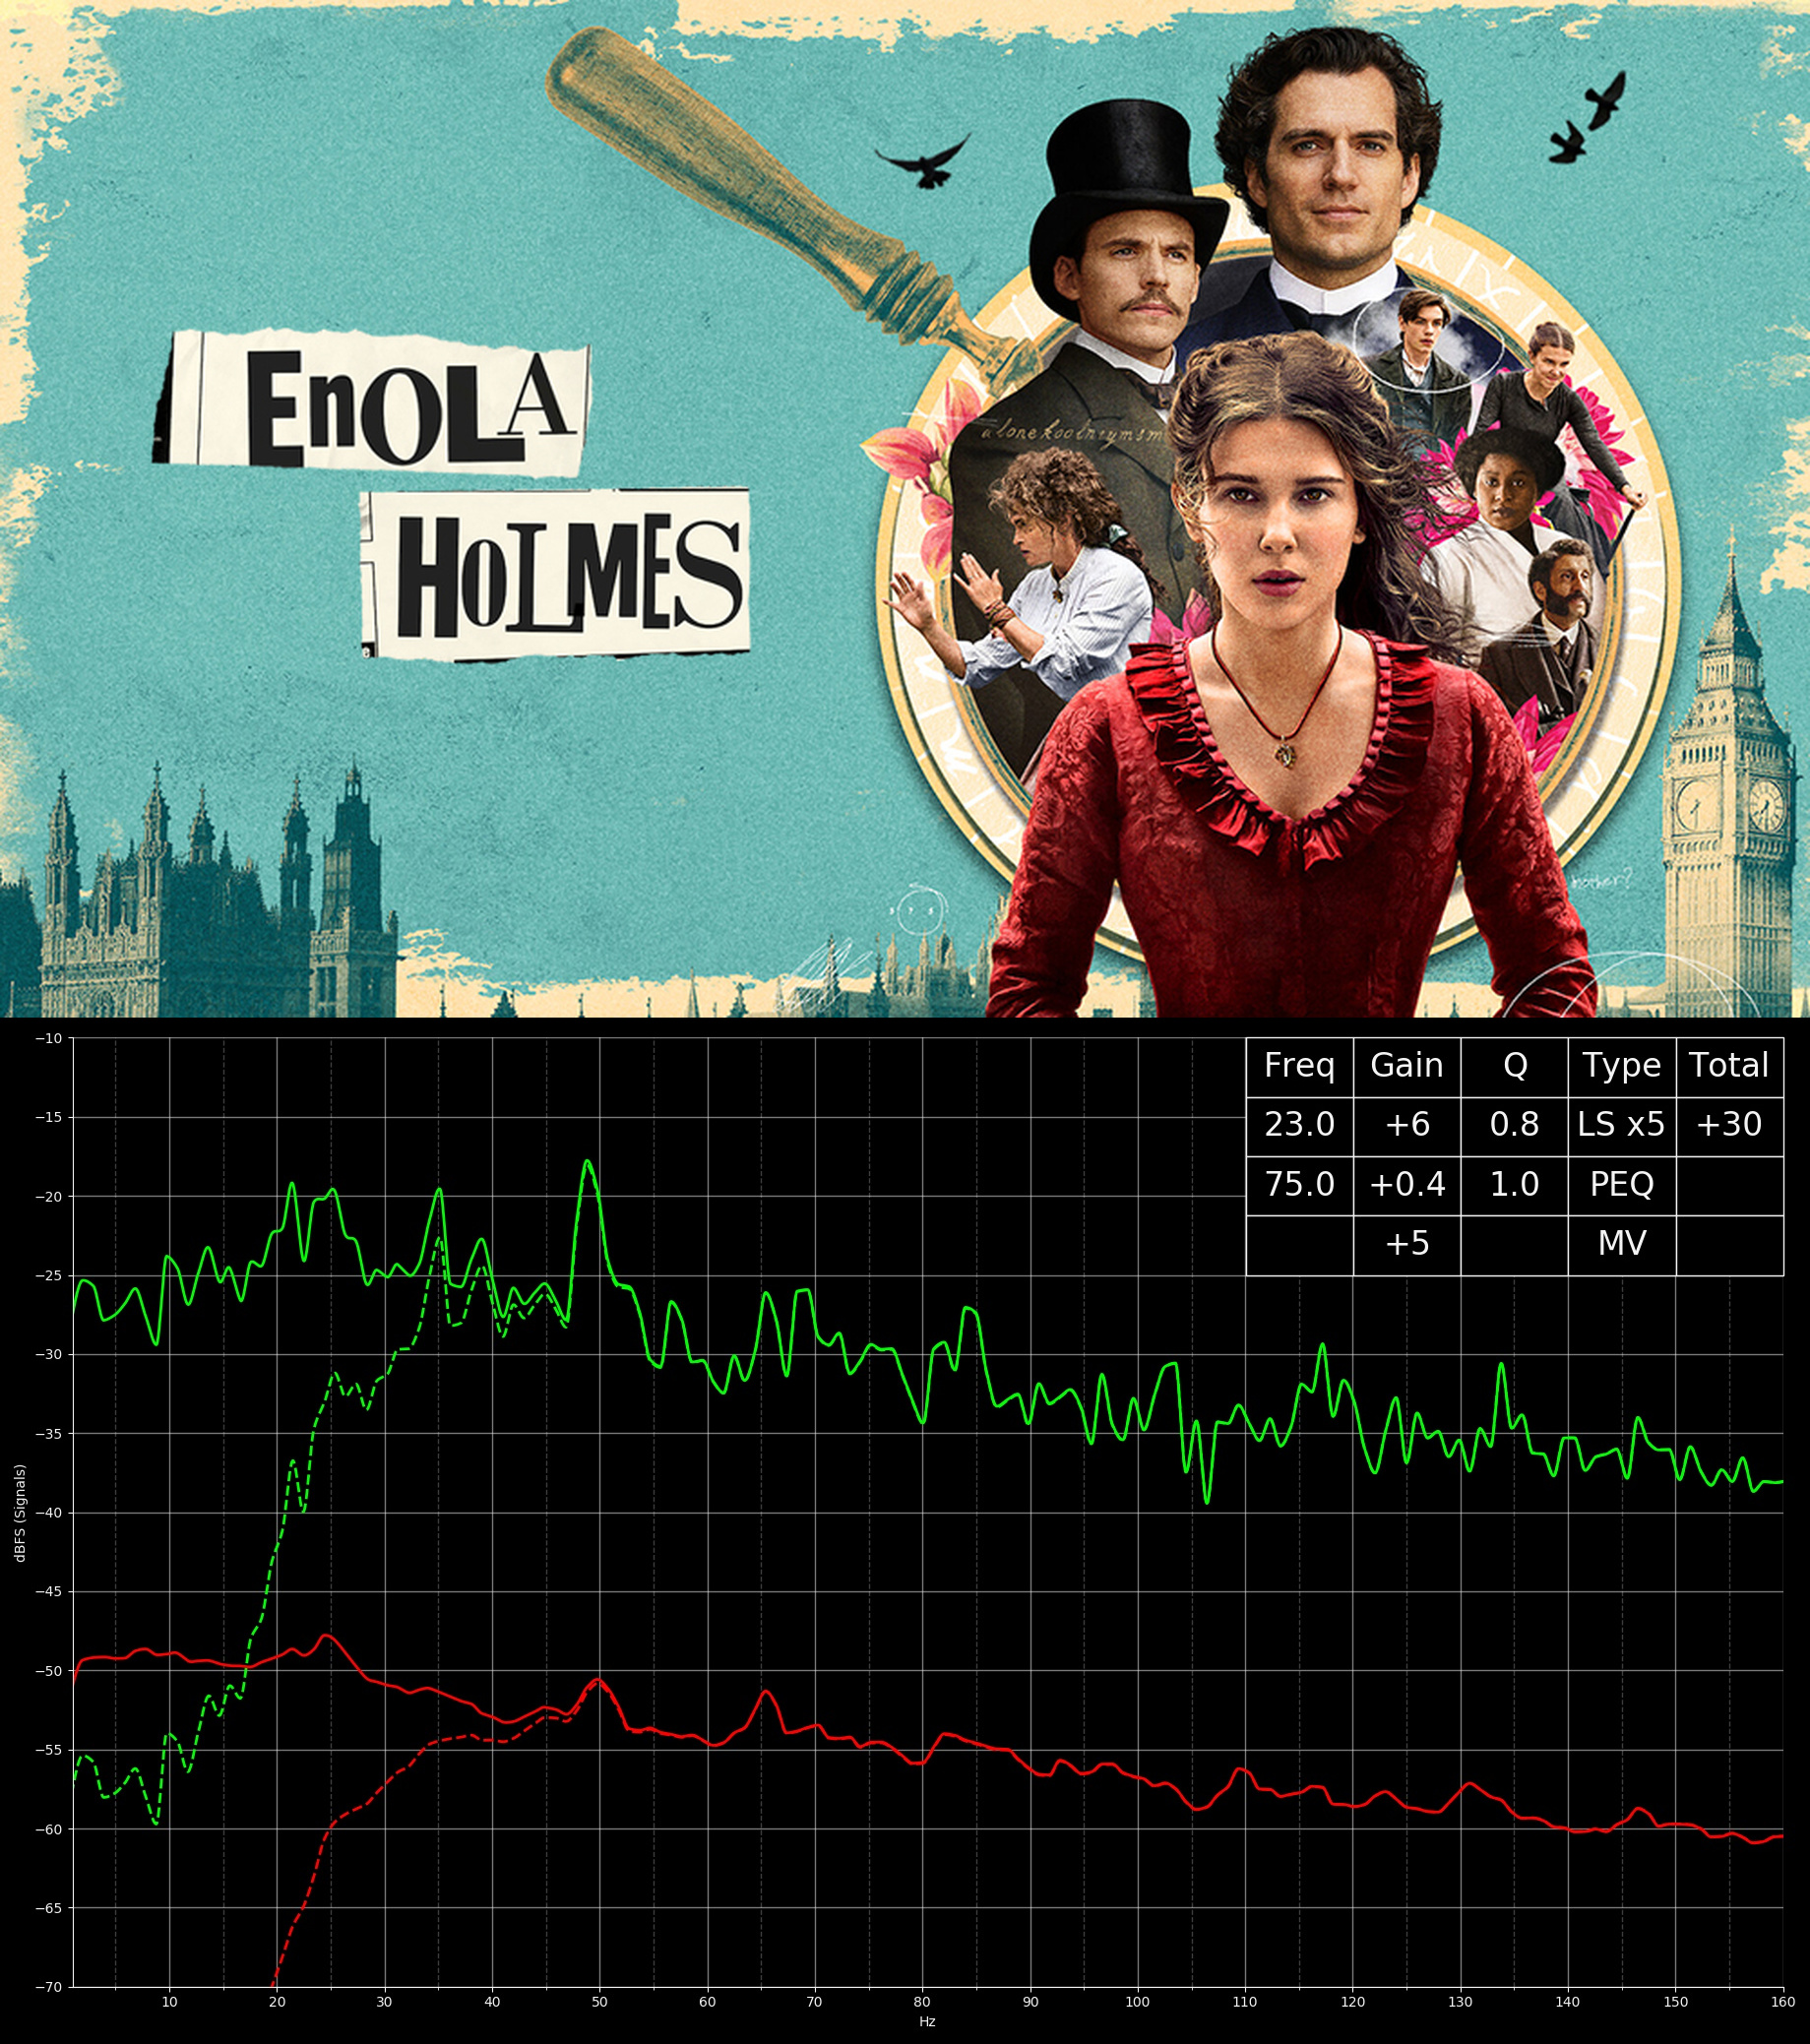 EnOLA
HOLMES
alone
mother?
Freq Gain Q Type Total
23.0 +6 0.8 LS x5 +30
75.0 +0.4 1.0 PEQ
+5 MV
−10
−15
−20
−25
−30
−35
−40
−45
−50
−55
−60
−65
−70
dBFS (Signals)
10 20 30 40 50 60 70 80 90 100 110 120 130 140 150 160
Hz